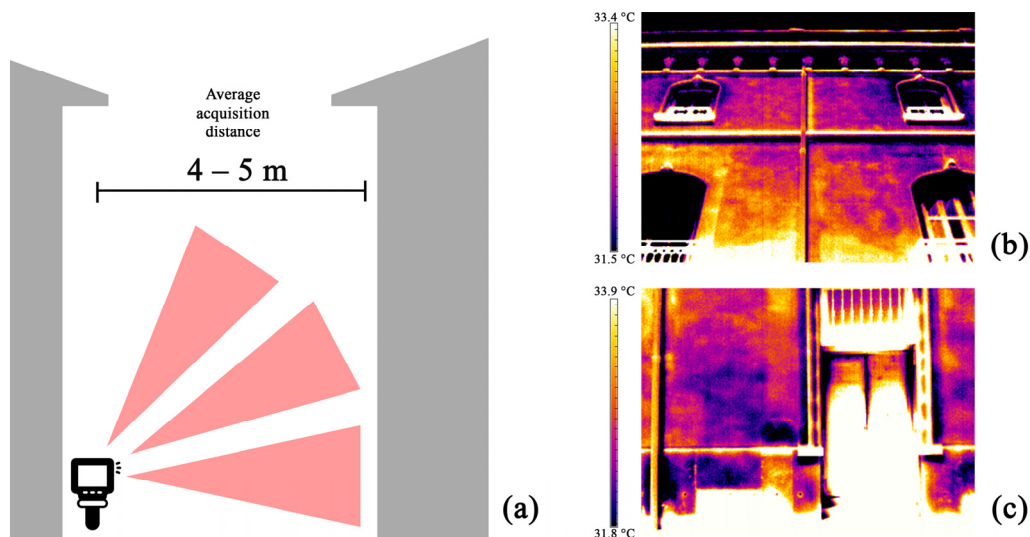 Average
acquisition
distance
4 – 5 m
(a)
33.4 °C
31.5 °C
(b)
33.9 °C
31.8 °C
(c)